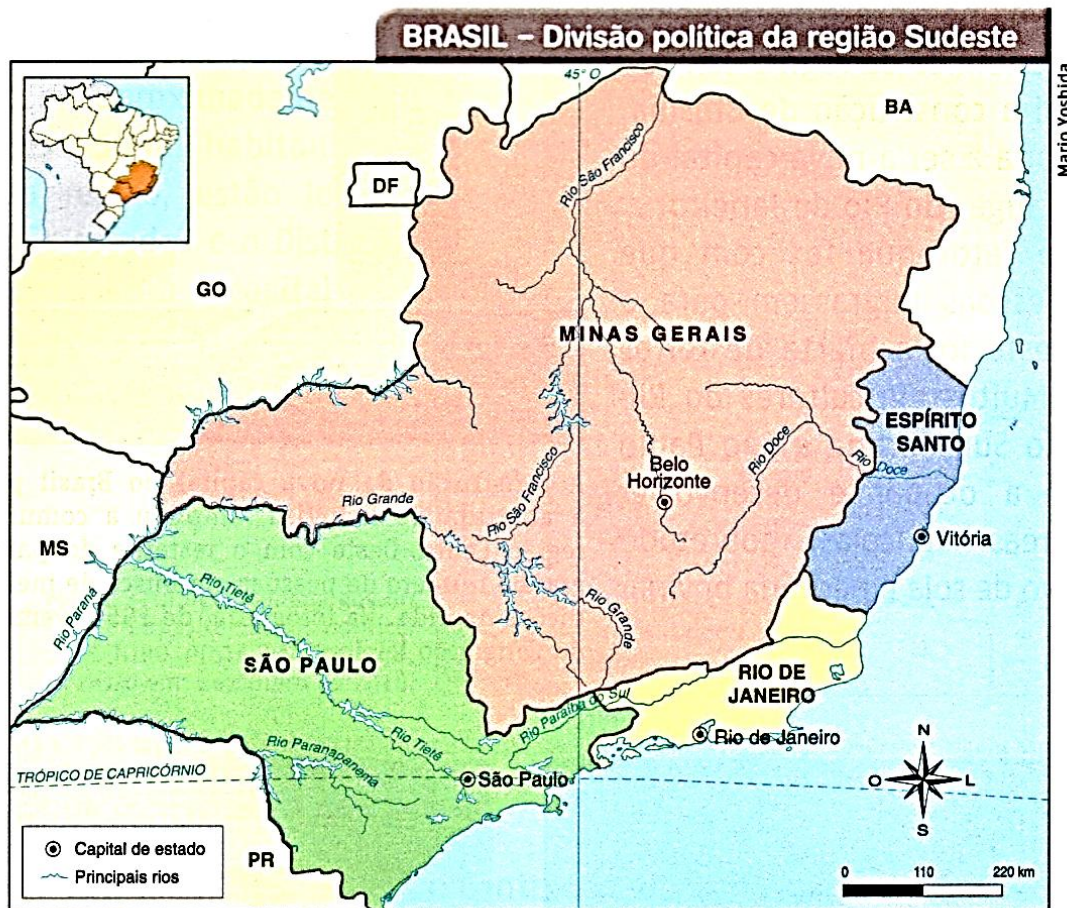 BRASIL – Divisão política da região Sudeste
Mario Yoshida
45° O
BA
DF
GO
Rio São Francisco
MINAS GERAIS
ESPÍRITO
SANTO
Rio Doce
Rio
Doce
Belo
Horizonte
Rio São Francisco
Rio Grande
Vitória
MS
Rio Tietê
Rio Paraná
Rio Grande
SÃO PAULO
RIO DE
JANEIRO
Rio Paraíba do Sul
Rio de Janeiro
Rio Tietê
Rio Paranapanema
TRÓPICO DE CAPRICÓRNIO
São Paulo
N
O
L
S
PR
Capital de estado
Principais rios
0 110 220 km